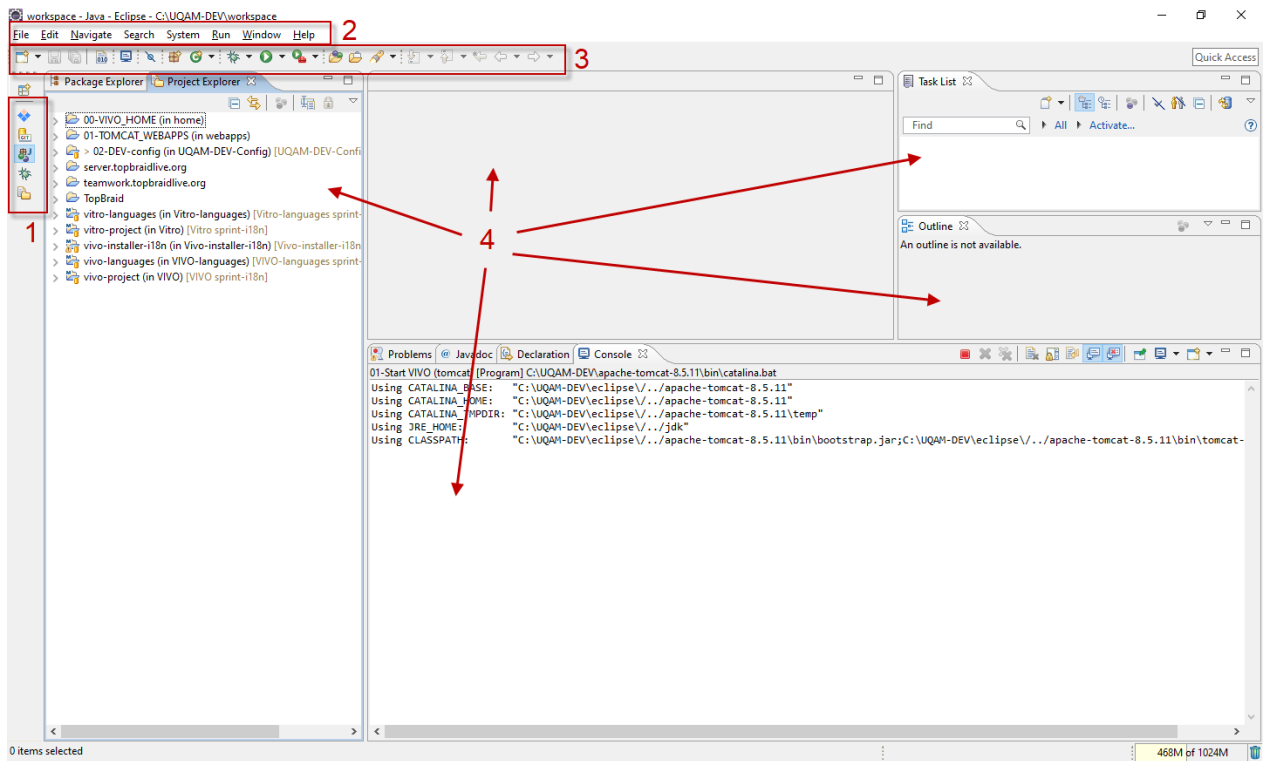 workspace - Java - Eclipse - C:\UQAM-DEV\workspace
File Edit Navigate Search System Run Window Help
2
3
Quick Access
Package Explorer Project Explorer
Task List
00-VIVO_HOME (in home)
01-TOMCAT_WEBAPPS (in webapps)
> 02-DEV-config (in UQAM-DEV-Config) [UQAM-DEV-Confi
server.topbraidlive.org
teamwork.topbraidlive.org
TopBraid
vitro-languages (in Vitro-languages) [Vitro-languages sprint-
vitro-project (in Vitro) [Vitro sprint-i18n]
vivo-installer-i18n (in Vivo-installer-i18n) [Vivo-installer-i18n
vivo-languages (in VIVO-languages) [VIVO-languages sprint-
vivo-project (in VIVO) [VIVO sprint-i18n]
1
4
Find
All Activate...
Outline
An outline is not available.
Problems Javadoc Declaration Console
01-Start VIVO (tomcat) [Program] C:\UQAM-DEV\apache-tomcat-8.5.11\bin\catalina.bat
Using CATALINA_BASE: "C:\UQAM-DEV\eclipse\/../apache-tomcat-8.5.11"
Using CATALINA_HOME: "C:\UQAM-DEV\eclipse\/../apache-tomcat-8.5.11"
Using CATALINA_TMPDIR: "C:\UQAM-DEV\eclipse\/../apache-tomcat-8.5.11\temp"
Using JRE_HOME: "C:\UQAM-DEV\eclipse\/../jdk"
Using CLASSPATH: "C:\UQAM-DEV\eclipse\/../apache-tomcat-8.5.11\bin\bootstrap.jar;C:\UQAM-DEV\eclipse\/../apache-tomcat-8.5.11\bin\tomcat-
0 items selected
468M of 1024M